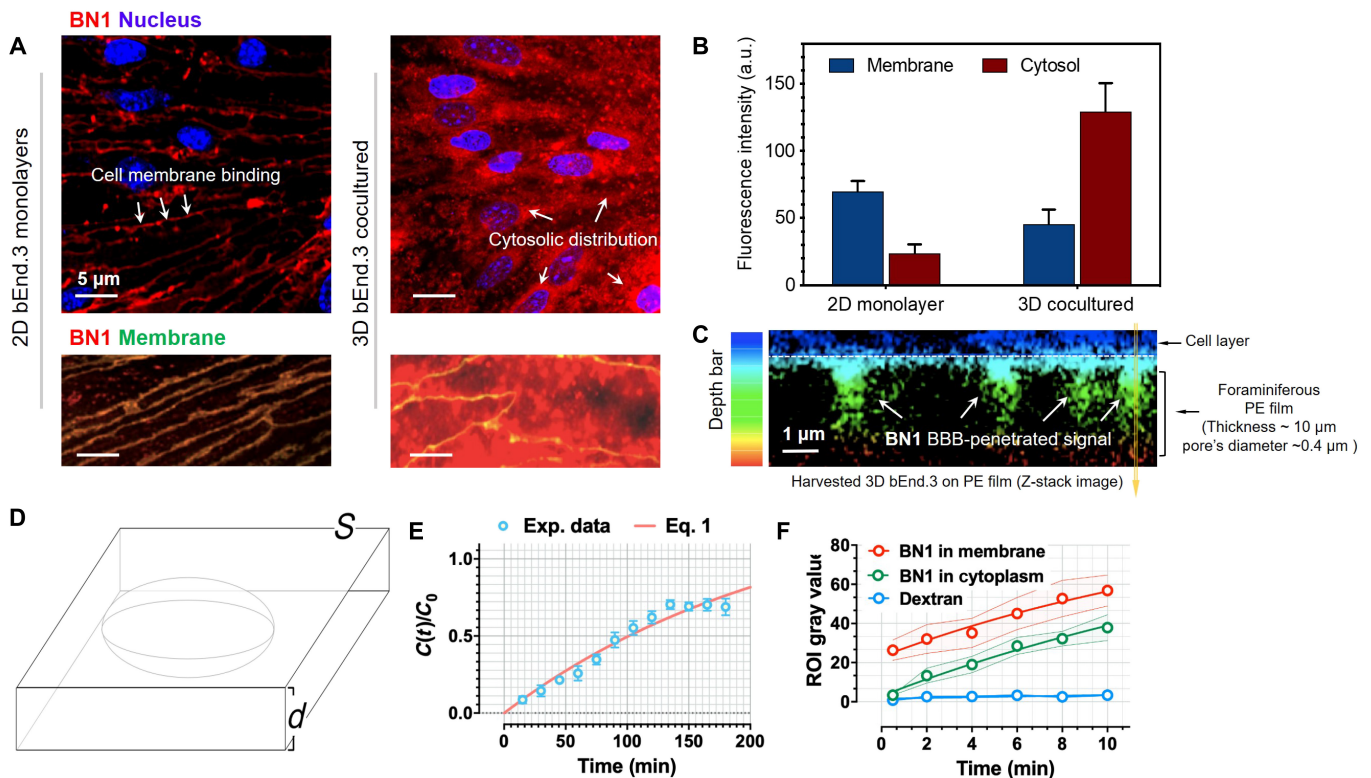 BN1 Nucleus
A
2D bEnd.3 monolayers
Cell membrane binding
5 μm
3D bEnd.3 cocultured
Cytosolic distribution
BN1 Membrane
B
Fluorescence intensity (a.u.)
150
100
50
0
Membrane
Cytosol
2D monolayer
3D cocultured
C
Depth bar
1 μm
BN1 BBB-penetrated signal
Cell layer
Foraminiferous
PE film
(Thickness ~ 10 μm
pore's diameter ~0.4 μm )
Harvested 3D bEnd.3 on PE film (Z-stack image)
D
S
d
E
Exp. data
Eq. 1
C(t)/C0
1.0
0.5
0.0
0
50
100
150
200
Time (min)
F
ROI gray value
80
60
40
20
0
BN1 in membrane
BN1 in cytoplasm
Dextran
0
2
4
6
8
10
Time (min)